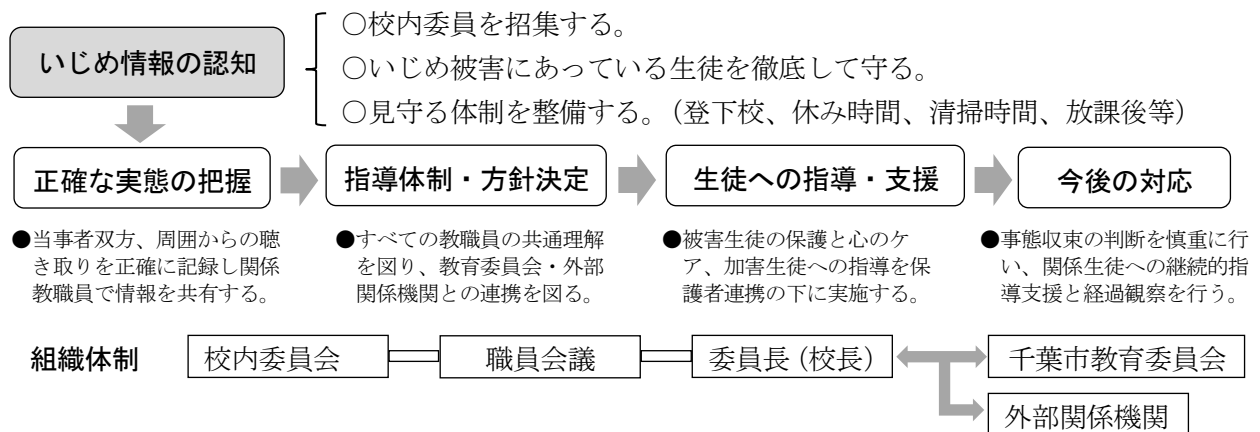 いじめ情報の認知
○校内委員を招集する。
○いじめ被害にあっている生徒を徹底して守る。
○見守る体制を整備する。（登下校、休み時間、清掃時間、放課後等）
正確な実態の把握
指導体制・方針決定
生徒への指導・支援
今後の対応
●当事者双方、周囲からの聴
き取りを正確に記録し関係
教職員で情報を共有する。
●すべての教職員の共通理解
を図り、教育委員会・外部
関係機関との連携を図る。
●被害生徒の保護と心のケ
ア、加害生徒への指導を保
護者連携の下に実施する。
●事態収束の判断を慎重に行
い、関係生徒への継続的指
導支援と経過観察を行う。
組織体制
校内委員会
職員会議
委員長（校長）
千葉市教育委員会
外部関係機関